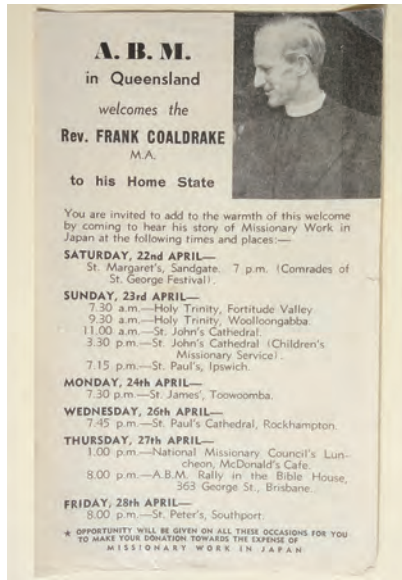 A. B. M.
in Queensland
welcomes the
Rev. FRANK COALDRAKE
M.A.
to his Home State
You are invited to add to the warmth of this welcome
by coming to hear his story of Missionary Work in
Japan at the following times and places:—
SATURDAY, 22nd APRIL—
St. Margaret's, Sandgate. 7 p.m. (Comrades of
St. George Festival).
SUNDAY, 23rd APRIL—
7.30 a.m.—Holy Trinity, Fortitude Valley.
9.30 a.m.—Holy Trinity, Woolloongabba.
11.00 a.m.—St. John's Cathedral.
3.30 p.m.—St. John's Cathedral (Children's
Missionary Service).
7.15 p.m.—St. Paul's, Ipswich.
MONDAY, 24th APRIL—
7.30 p.m.—St. James', Toowoomba.
WEDNESDAY, 26th APRIL—
7.45 p.m.—St. Paul's Cathedral, Rockhampton.
THURSDAY, 27th APRIL—
1.00 p.m.—National Missionary Council's Lun-
cheon, McDonald's Cafe.
8.00 p.m.—A.B.M. Rally in the Bible House,
363 George St., Brisbane.
FRIDAY, 28th APRIL—
8.00 p.m.—St. Peter's, Southport.
★ OPPORTUNITY WILL BE GIVEN ON ALL THESE OCCASIONS FOR YOU
TO MAKE YOUR DONATION TOWARDS THE EXPENSE OF
MISSIONARY WORK IN JAPAN